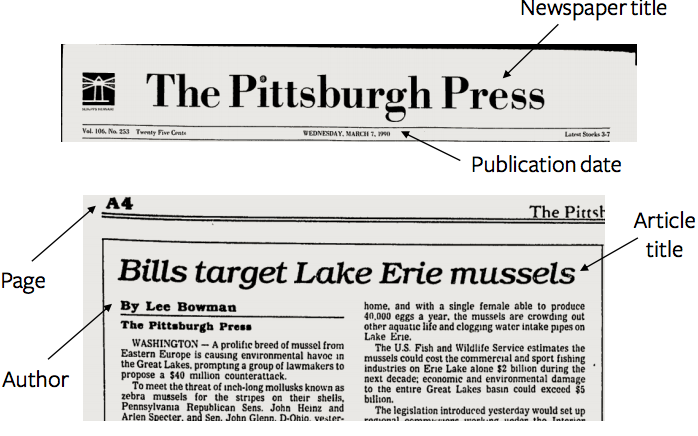 Newspaper title
The Pittsburgh Press
Vol. 106, No. 253 Twenty Five Cents
WEDNESDAY, MARCH 7, 1990
Latest Stocks 3-7
Publication date
A4
The Pittsb
Article
title
Page
Bills target Lake Erie mussels
By Lee Bowman
The Pittsburgh Press
Author
WASHINGTON — A prolific breed of mussel from
Eastern Europe is causing environmental havoc in
the Great Lakes, prompting a group of lawmakers to
propose a $40 million counterattack.
To meet the threat of inch-long mollusks known as
zebra mussels for the stripes on their shells,
Pennsylvania Republican Sens. John Heinz and
Arlen Specter, and Sen. John Glenn, D-Ohio, yester-
home, and with a single female able to produce
40,000 eggs a year, the mussels are crowding out
other aquatic life and clogging water intake pipes on
Lake Erie.
The U.S. Fish and Wildlife Service estimates the
mussels could cost the commercial and sport fishing
industries on Erie Lake alone $2 billion during the
next decade; economic and environmental damage
to the entire Great Lakes basin could exceed $5
billion.
The legislation introduced yesterday would set up
regional commissions working under the Interior